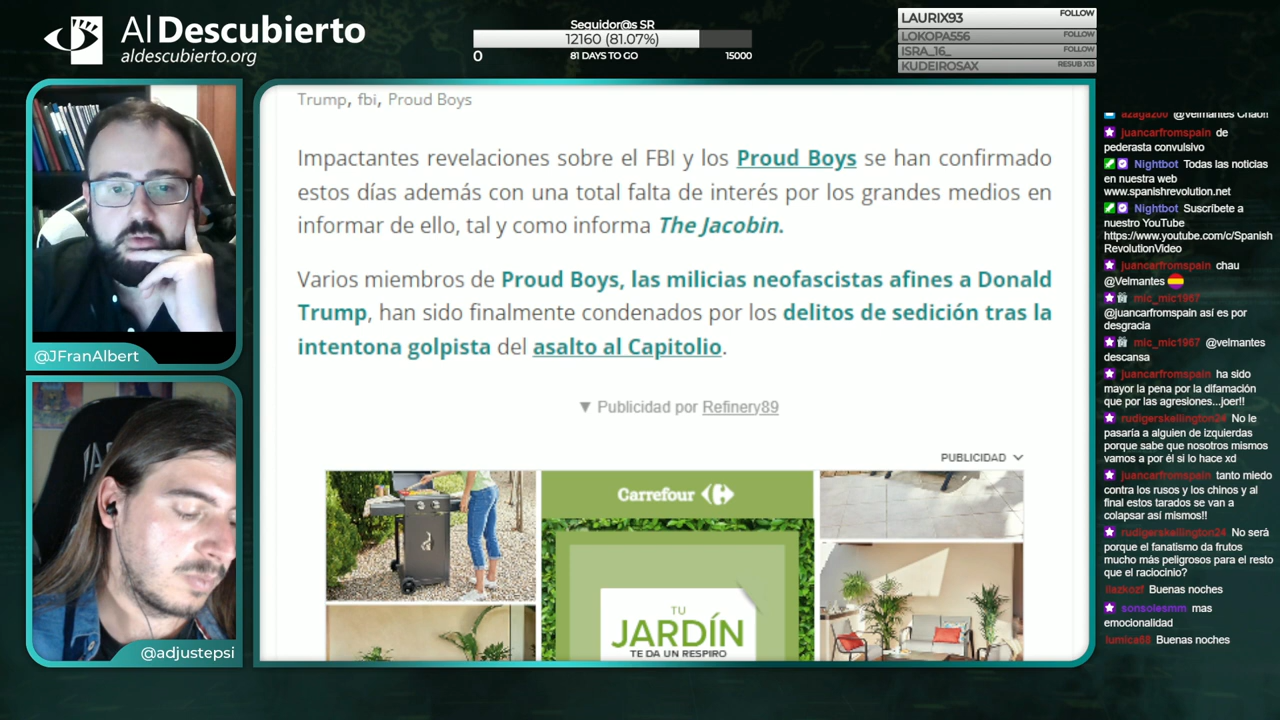 Al Descubierto
aldescubierto.org
Seguidor@s SR
12160 (81.07%)
0
81 DAYS TO GO
15000
LAURIX93 FOLLOW
LOKOPA556 FOLLOW
ISRA_16_ FOLLOW
KUDEIROSAX RESUB X13
@JFranAlbert
@adjustepsi
Trump, fbi, Proud Boys
Impactantes revelaciones sobre el FBI y los Proud Boys se han confirmado
estos días además con una total falta de interés por los grandes medios en
informar de ello, tal y como informa The Jacobin.
Varios miembros de Proud Boys, las milicias neofascistas afines a Donald
Trump, han sido finalmente condenados por los delitos de sedición tras la
intentona golpista del asalto al Capitolio.
▼ Publicidad por Refinery89
PUBLICIDAD
Carrefour
TU
JARDÍN
TE DA UN RESPIRO
@Velmantes Chao!!
juancarfromspain de
pederasta convulsivo
Nightbot Todas las noticias
en nuestra web
www.spanishrevolution.net
Nightbot Suscríbete a
nuestro YouTube
https://www.youtube.com/c/Spanish
RevolutionVideo
juancarfromspain chau
@Velmantes
mic_mic1967
@juancarfromspain así es por
desgracia
mic_mic1967 @velmantes
descansa
juancarfromspain ha sido
mayor la pena por la difamación
que por las agresiones...joer!!
rudigerskellington24 No le
pasaría a alguien de izquierdas
porque sabe que nosotros mismos
vamos a por él si lo hace xd
juancarfromspain tanto miedo
contra los rusos y los chinos y al
final estos tarados se van a
colapsar así mismos!!
rudigerskellington24 No será
porque el fanatismo da frutos
mucho más peligrosos para el resto
que el raciocinio?
Buenas noches
sonsolesmm mas
emocionalidad
lumica88 Buenas noches